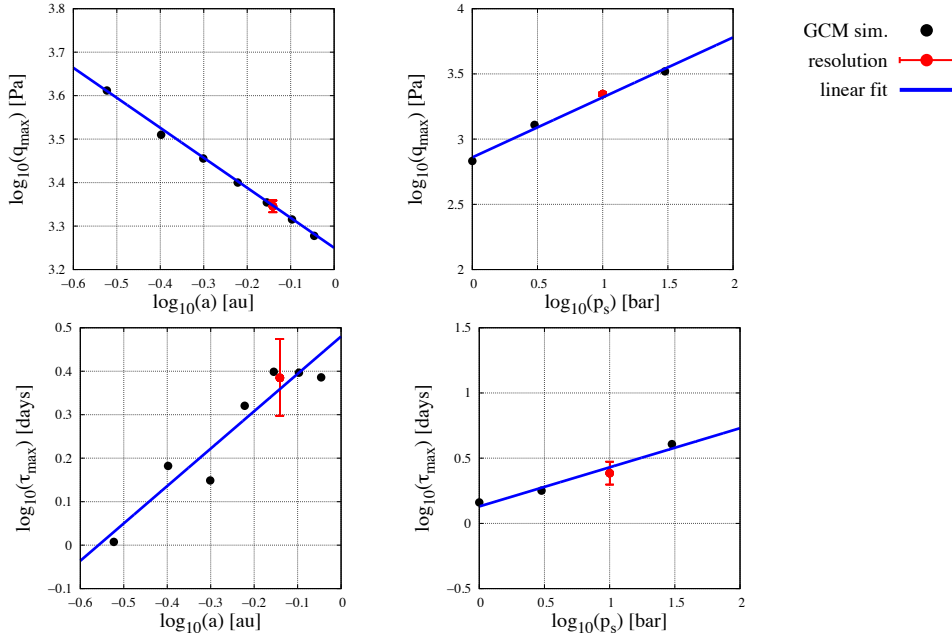 3.8
3.7
3.6
3.5
3.4
3.3
3.2
−0.6 −0.5 −0.4 −0.3 −0.2 −0.1 0
log10(qmax) [Pa]
log10(a) [au]
4
3.5
3
2.5
2
0 0.5 1 1.5 2
log10(qmax) [Pa]
log10(ps) [bar]
GCM sim.
resolution
linear fit
0.5
0.4
0.3
0.2
0.1
0
−0.1
−0.6 −0.5 −0.4 −0.3 −0.2 −0.1 0
log10(τmax) [days]
log10(a) [au]
1.5
1
0.5
0
−0.5
0 0.5 1 1.5 2
log10(τmax) [days]
log10(ps) [bar]